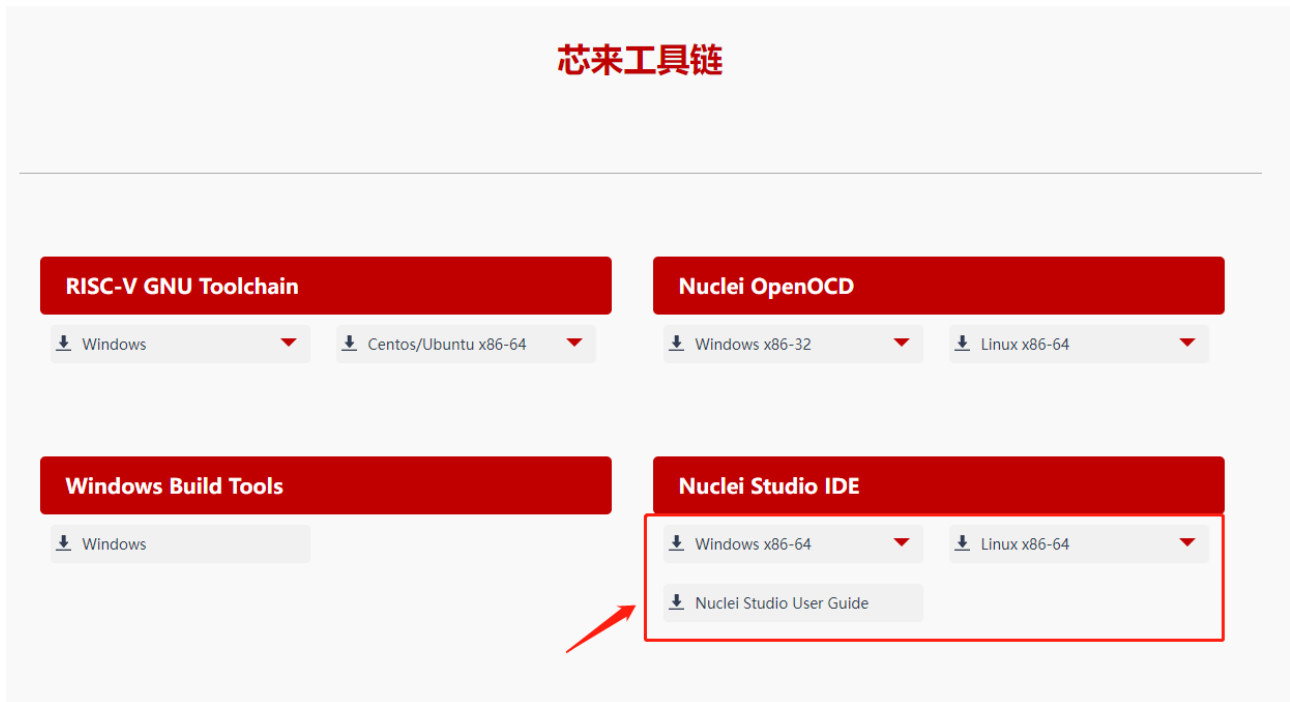 芯来工具链
RISC-V GNU Toolchain
Windows
Centos/Ubuntu x86-64
Nuclei OpenOCD
Windows x86-32
Linux x86-64
Windows Build Tools
Windows
Nuclei Studio IDE
Windows x86-64
Linux x86-64
Nuclei Studio User Guide